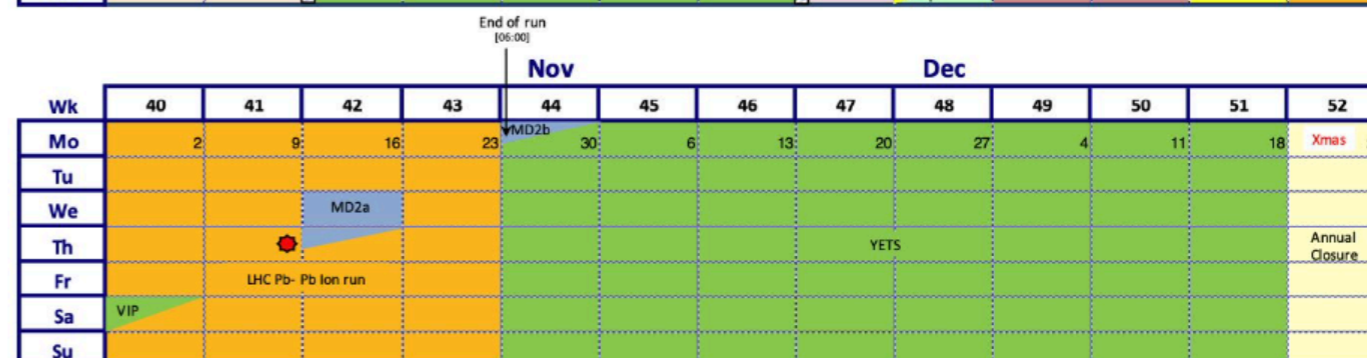 End of run
[06:00]
Nov Dec
Wk 40 41 42 43 44 45 46 47 48 49 50 51 52
Mo 2 9 16 23 MD2b 30 6 13 20 27 4 11 18 Xmas
Tu
We MD2a
Th YETS Annual
Closure
Fr LHC Pb- Pb Ion run
Sa VIP
Su